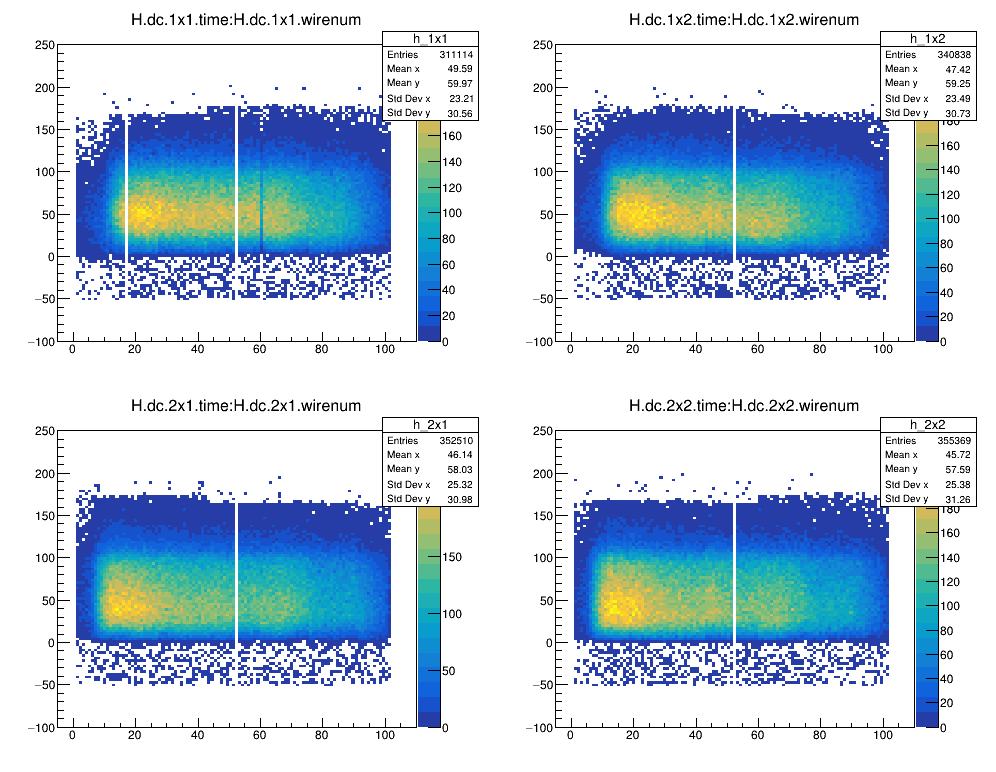 H.dc.1x1.time:H.dc.1x1.wirenum
h_1x1
Entries 311114
Mean x 49.59
Mean y 59.97
Std Dev x 23.21
Std Dev y 30.56
250
200
150
100
50
0
−50
−100
0 20 40 60 80 100
160
140
120
100
80
60
40
20
0
H.dc.1x2.time:H.dc.1x2.wirenum
h_1x2
Entries 340838
Mean x 47.42
Mean y 59.25
Std Dev x 23.49
Std Dev y 30.73
250
200
150
100
50
0
−50
−100
0 20 40 60 80 100
180
160
140
120
100
80
60
40
20
0
H.dc.2x1.time:H.dc.2x1.wirenum
h_2x1
Entries 352510
Mean x 46.14
Mean y 58.03
Std Dev x 25.32
Std Dev y 30.98
250
200
150
100
50
0
−50
−100
0 20 40 60 80 100
150
100
50
0
H.dc.2x2.time:H.dc.2x2.wirenum
h_2x2
Entries 355369
Mean x 45.72
Mean y 57.59
Std Dev x 25.38
Std Dev y 31.26
250
200
150
100
50
0
−50
−100
0 20 40 60 80 100
180
160
140
120
100
80
60
40
20
0